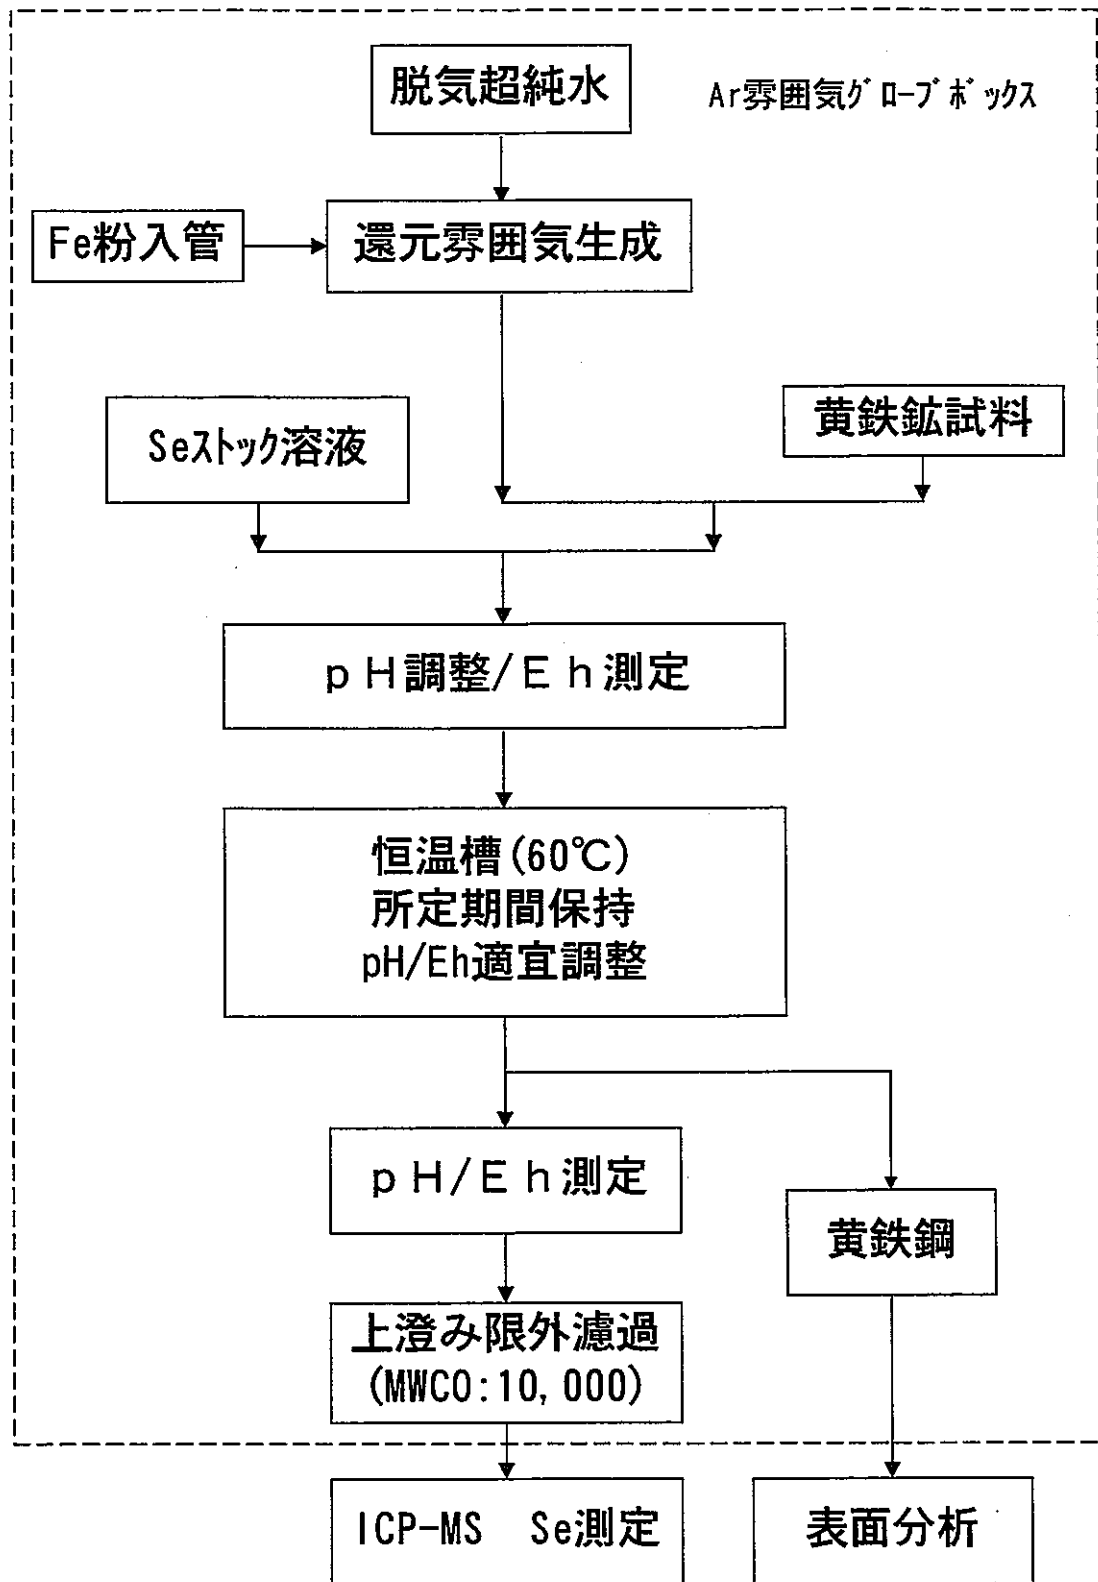 脱気超純水
Ar雰囲気ｸﾞﾛｰﾌﾞﾎﾞｯｸｽ
Fe粉入管
還元雰囲気生成
Seｽﾄｯｸ溶液
黄鉄鉱試料
ｐＨ調整/Ｅｈ測定
恒温槽(60℃)
所定期間保持
pH/Eh適宜調整
ｐＨ/Ｅｈ測定
黄鉄鋼
上澄み限外濾過
(MWCO:10,000)
ICP-MS　Se測定
表面分析